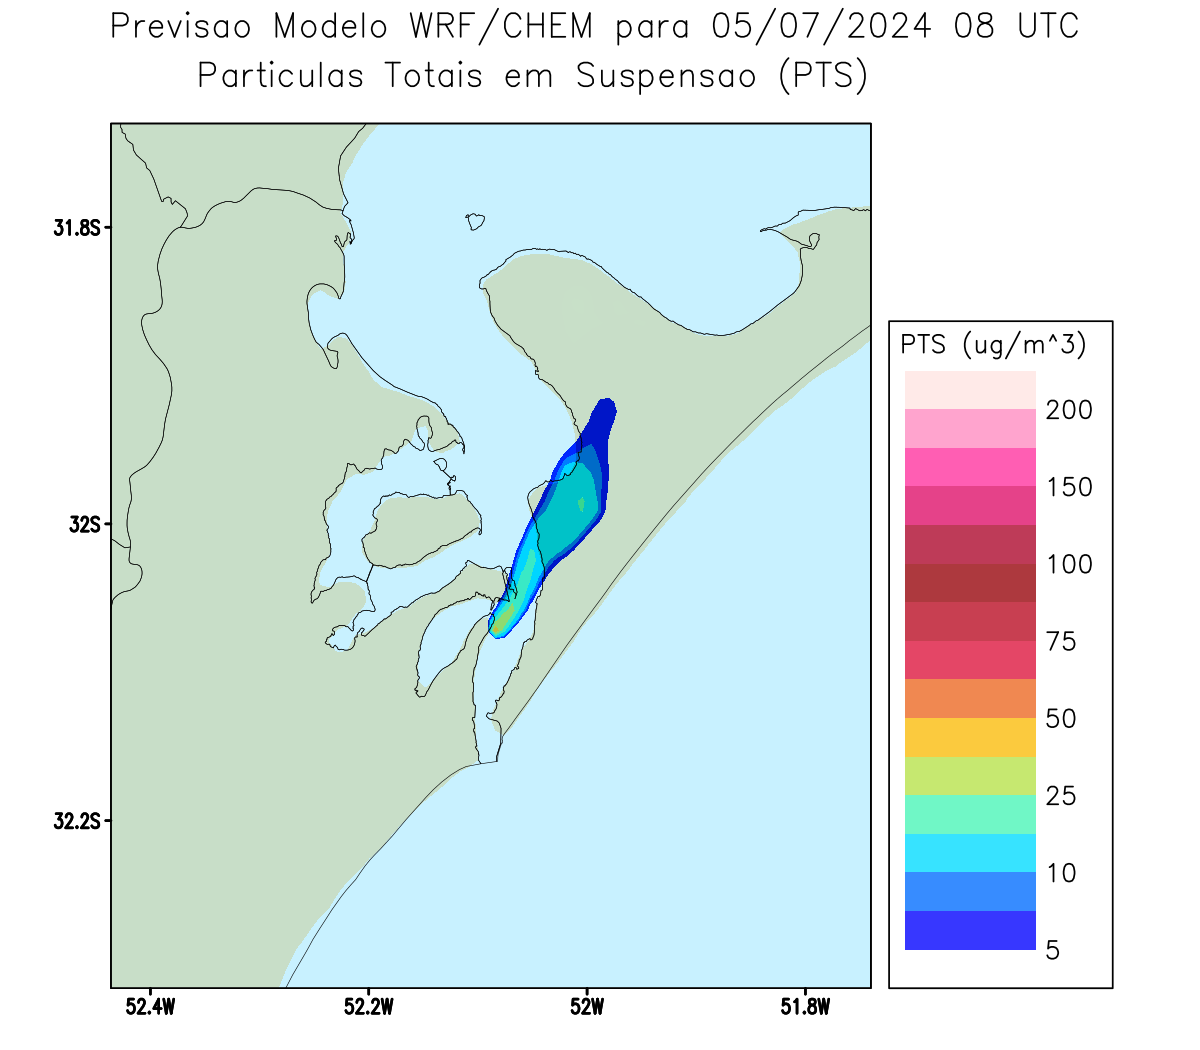 Previsao Modelo WRF/CHEM para 05/07/2024 08 UTC
Particulas Totais em Suspensao (PTS)
31.8S
32S
32.2S
52.4W
52.2W
52W
51.8W
PTS (ug/m^3)
200
150
100
75
50
25
10
5